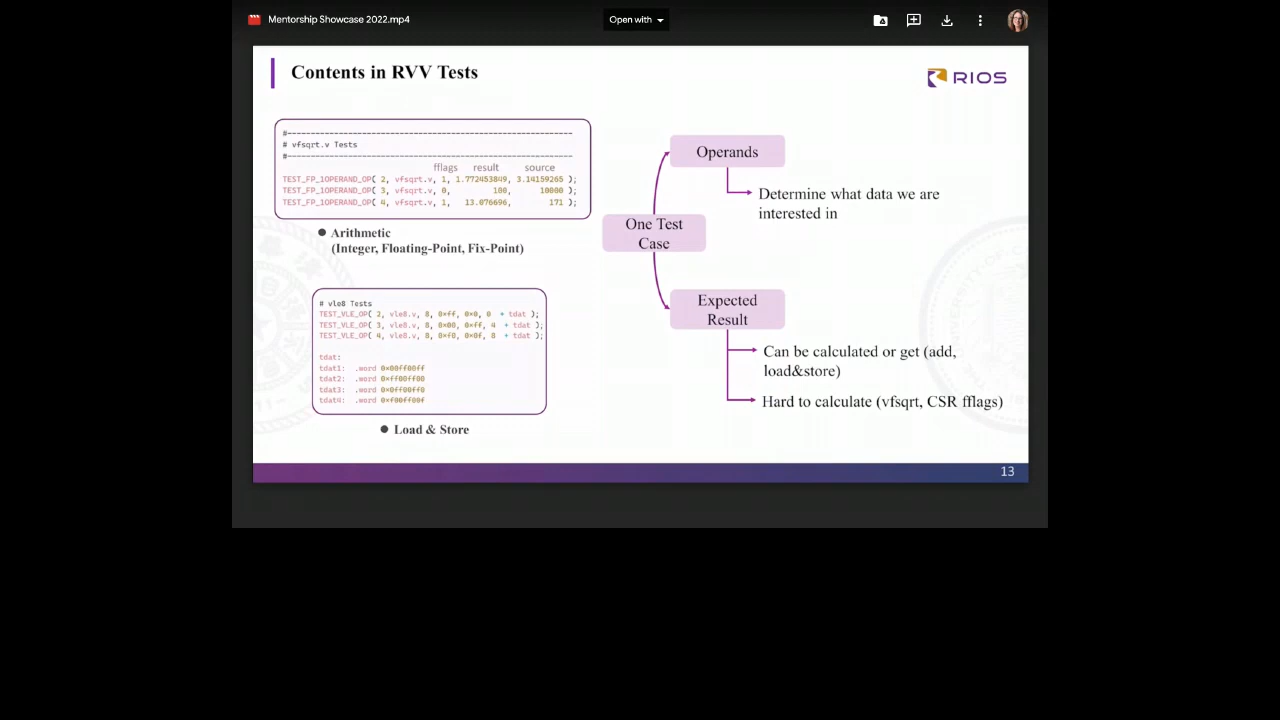 Mentorship Showcase 2022.mp4
Open with
Contents in RVV Tests
RIOS
#--------------------------------------------------------------
# vfsqrt.v Tests
#--------------------------------------------------------------
fflags result source
TEST_FP_1OPERAND_OP( 2, vfsqrt.v, 1, 1.772453849, 3.14159265 );
TEST_FP_1OPERAND_OP( 3, vfsqrt.v, 0, 100, 10000 );
TEST_FP_1OPERAND_OP( 4, vfsqrt.v, 1, 13.076696, 171 );
● Arithmetic
(Integer, Floating-Point, Fix-Point)
# vle8 Tests
TEST_VLE_OP( 2, vle8.v, 8, 0xff, 0x0, 0 + tdat );
TEST_VLE_OP( 3, vle8.v, 8, 0x00, 0xff, 4 + tdat );
TEST_VLE_OP( 4, vle8.v, 8, 0xf0, 0x0f, 8 + tdat );
tdat:
tdat1: .word 0x00ff00ff
tdat2: .word 0xff00ff00
tdat3: .word 0x0ff00ff0
tdat4: .word 0xf00ff00f
● Load & Store
Operands
Determine what data we are
interested in
One Test
Case
Expected
Result
Can be calculated or get (add,
load&store)
Hard to calculate (vfsqrt, CSR fflags)
13